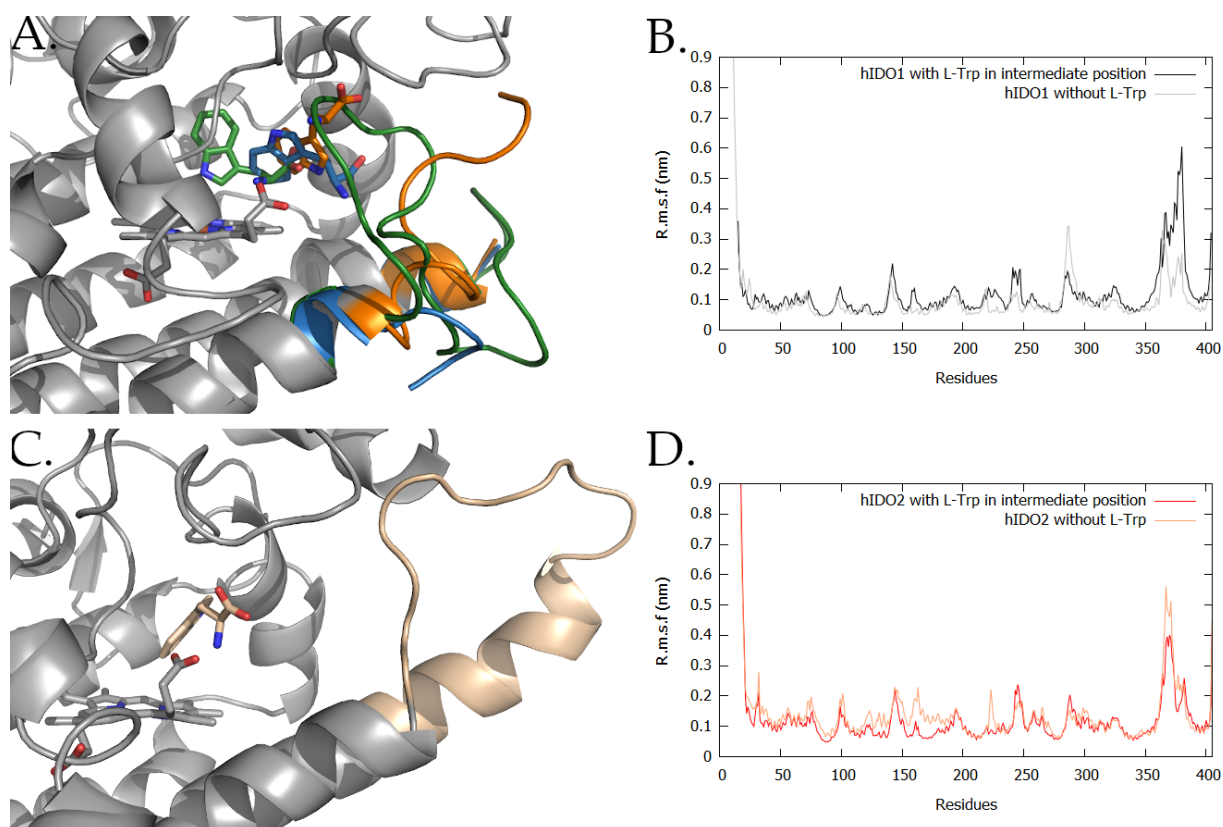 A.
B.
0.9
0.8
0.7
0.6
0.5
0.4
0.3
0.2
0.1
0
R.m.s.f (nm)
hIDO1 with L-Trp in intermediate position
hIDO1 without L-Trp
0 50 100 150 200 250 300 350 400
Residues
C.
D.
0.9
0.8
0.7
0.6
0.5
0.4
0.3
0.2
0.1
0
R.m.s.f (nm)
hIDO2 with L-Trp in intermediate position
hIDO2 without L-Trp
0 50 100 150 200 250 300 350 400
Residues